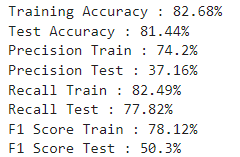 Training Accuracy : 82.68%
Test Accuracy : 81.44%
Precision Train : 74.2%
Precision Test : 37.16%
Recall Train : 82.49%
Recall Test : 77.82%
F1 Score Train : 78.12%
F1 Score Test : 50.3%